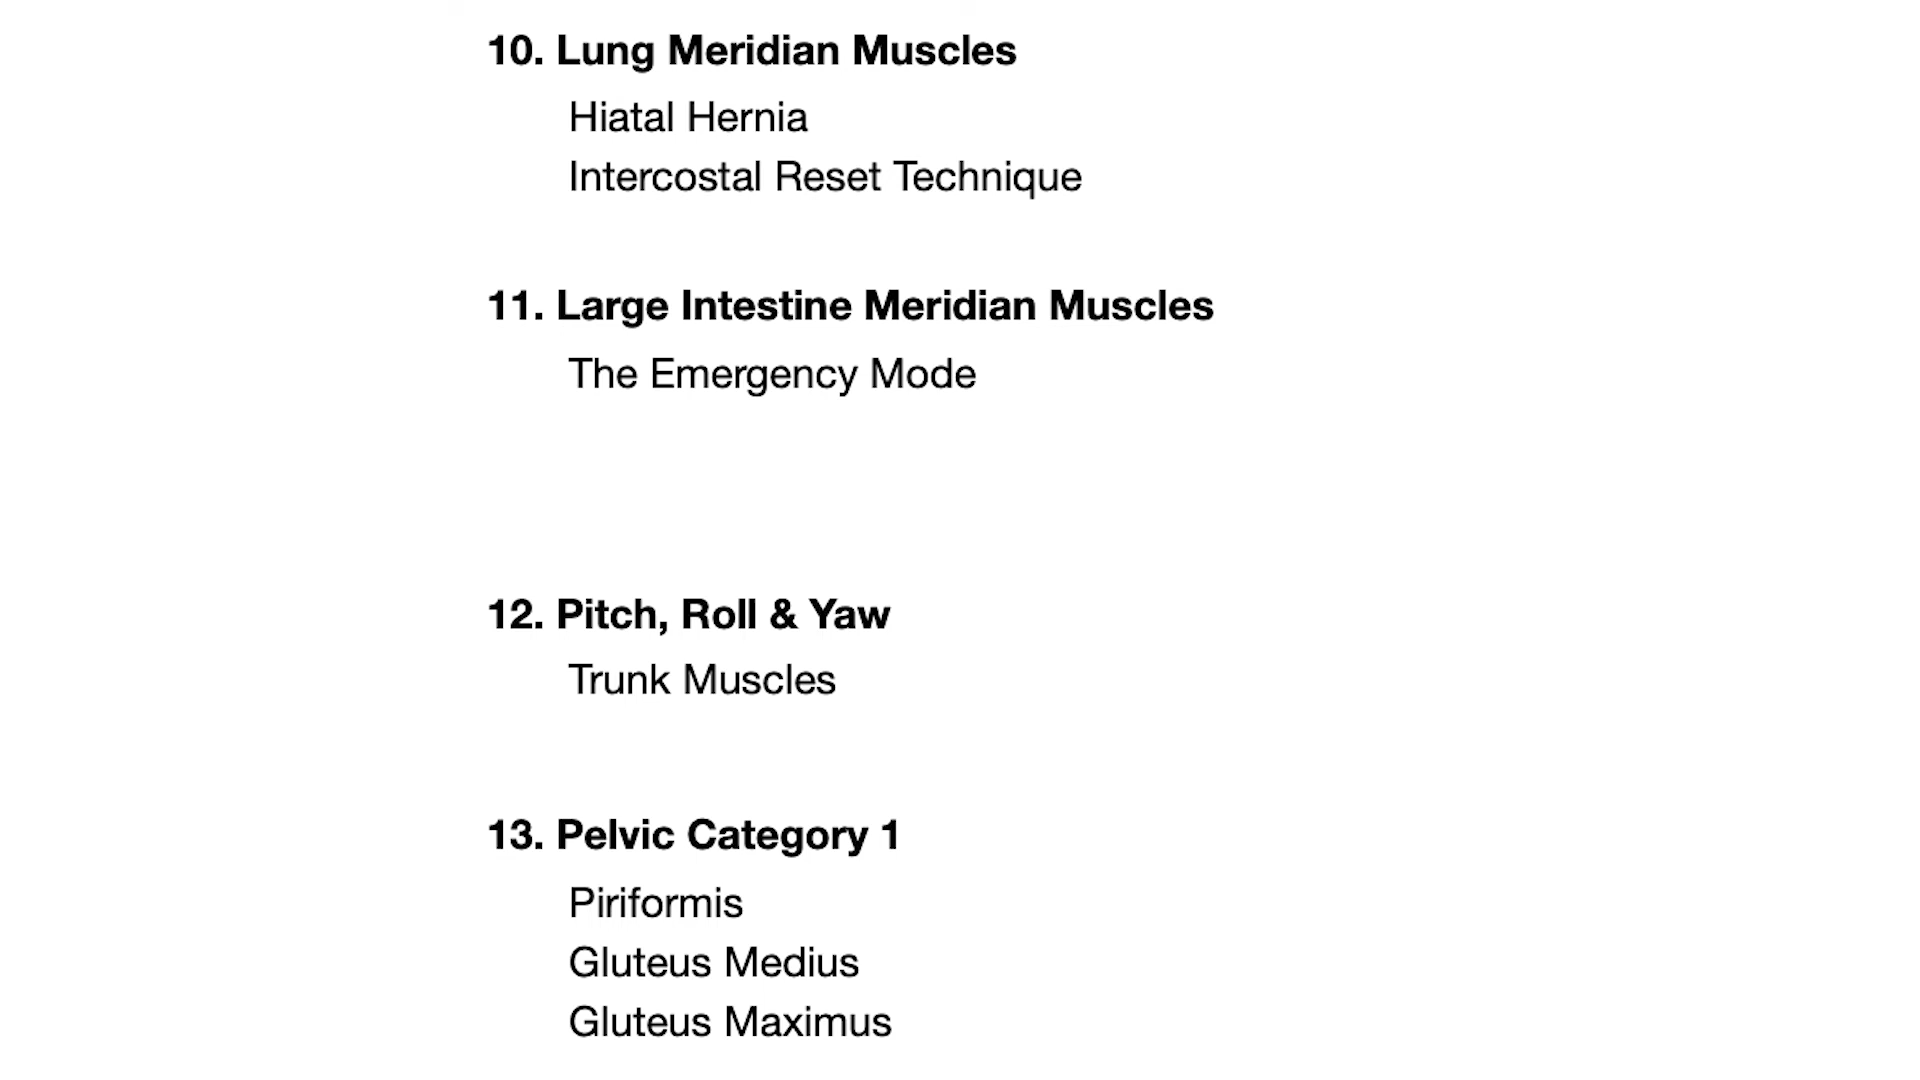 10. Lung Meridian Muscles
Hiatal Hernia
Intercostal Reset Technique
11. Large Intestine Meridian Muscles
The Emergency Mode
12. Pitch, Roll & Yaw
Trunk Muscles
13. Pelvic Category 1
Piriformis
Gluteus Medius
Gluteus Maximus